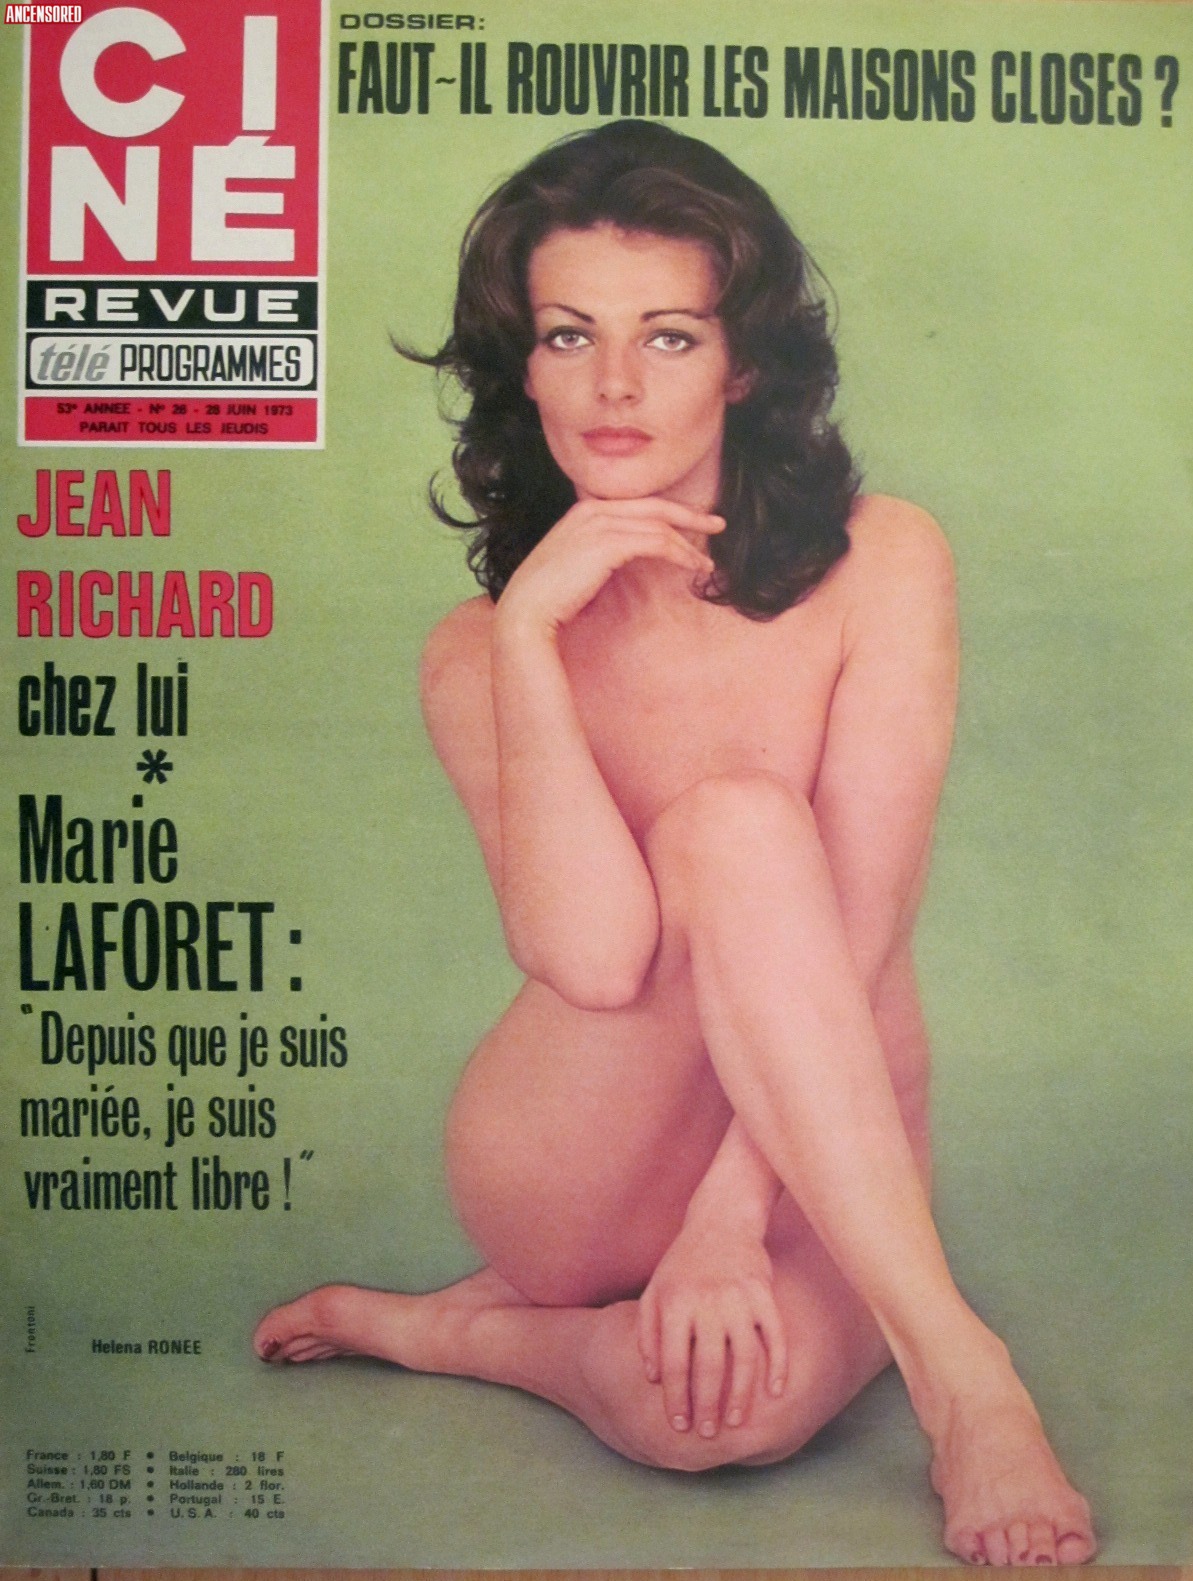 ANCENSORED
CI
NÉ
REVUE
télé PROGRAMMES
53e ANNEE - No 26 - 28 JUIN 1973
PARAIT TOUS LES JEUDIS
DOSSIER:
FAUT-IL ROUVRIR LES MAISONS CLOSES ?
JEAN
RICHARD
chez lui
*
Marie
LAFORET :
"Depuis que je suis
mariée, je suis
vraiment libre !"
Frontoni
Helena RONEE
France : 1,80 F • Belgique : 18 F
Suisse : 1,80 FS • Italie : 280 lires
Allem. : 1,60 DM • Hollande : 2 flor.
Gr.-Bret. : 18 p. • Portugal : 15 E.
Canada : 35 cts • U.S.A. : 40 cts